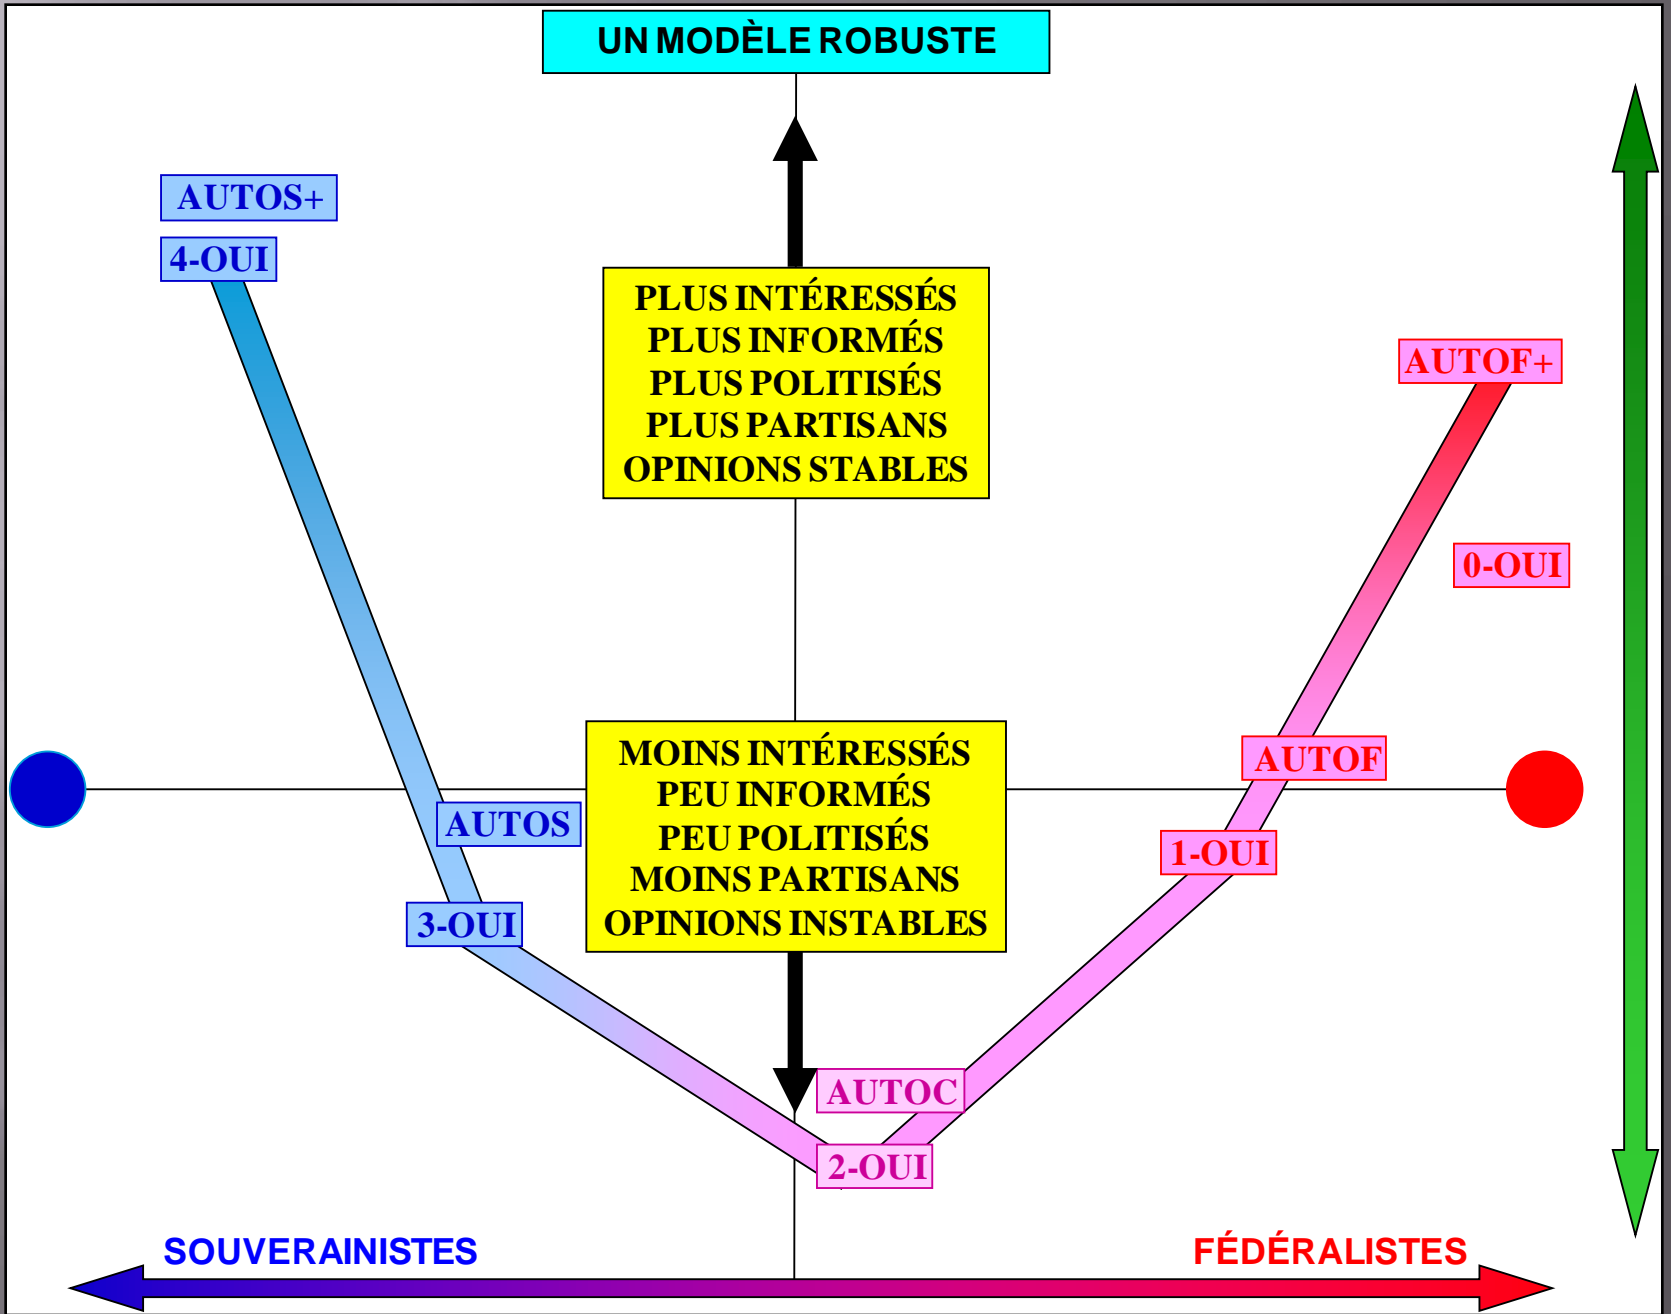 UN MODÈLE ROBUSTE
AUTOS+
4-OUI
PLUS INTÉRESSÉS
PLUS INFORMÉS
PLUS POLITISÉS
PLUS PARTISANS
OPINIONS STABLES
AUTOF+
0-OUI
MOINS INTÉRESSÉS
PEU INFORMÉS
PEU POLITISÉS
MOINS PARTISANS
OPINIONS INSTABLES
AUTOF
AUTOS
1-OUI
3-OUI
AUTOC
2-OUI
SOUVERAINISTES
FÉDÉRALISTES